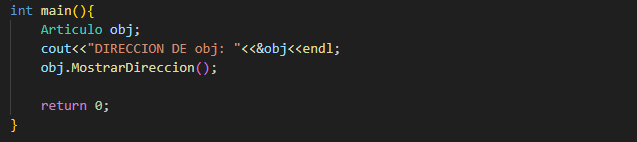 int main(){
    Articulo obj;
    cout<<"DIRECCION DE obj: "<<&obj<<endl;
    obj.MostrarDireccion();

    return 0;
}